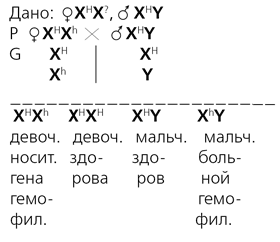 Дано: ♀XᴴX?, ♂XᴴY
P ♀XᴴXʰ × ♂XᴴY
G Xᴴ | Xᴴ
Xʰ | Y
XᴴXʰ XᴴXᴴ XᴴY XʰY
девоч. девоч. мальч. мальч.
носит. здо- здо- боль-
гена рова ров ной
гемо- гемо-
фил. фил.